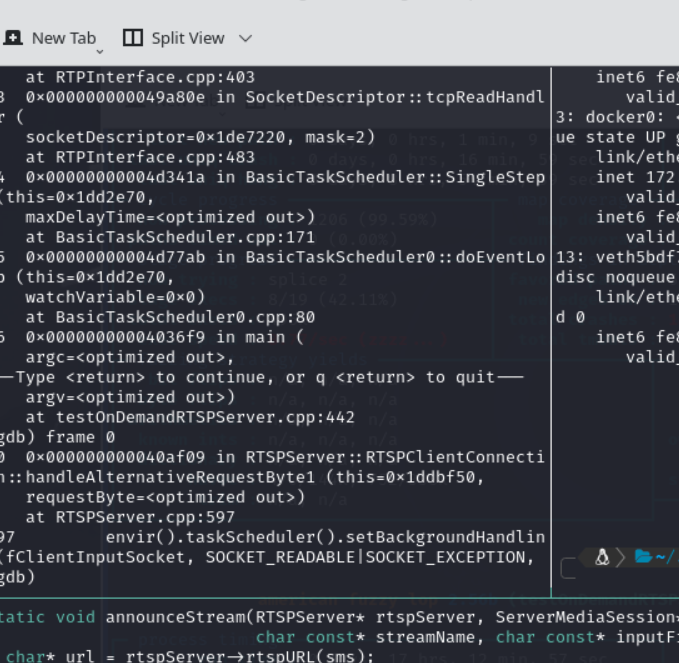 New Tab
Split View
at RTPInterface.cpp:403
3 0×000000000049a80e in SocketDescriptor::tcpReadHandl
r (
socketDescriptor=0×1de7220, mask=2)
at RTPInterface.cpp:483
4 0×00000000004d341a in BasicTaskScheduler::SingleStep
(this=0×1dd2e70,
maxDelayTime=<optimized out>)
at BasicTaskScheduler.cpp:171
5 0×00000000004d77ab in BasicTaskScheduler0::doEventLo
p (this=0×1dd2e70,
watchVariable=0×0)
at BasicTaskScheduler0.cpp:80
6 0×00000000004036f9 in main (
argc=<optimized out>,
——Type <return> to continue, or q <return> to quit——
argv=<optimized out>)
at testOnDemandRTSPServer.cpp:442
gdb) frame 0
0 0×000000000040af09 in RTSPServer::RTSPClientConnecti
n::handleAlternativeRequestByte1 (this=0×1ddbf50,
requestByte=<optimized out>)
at RTSPServer.cpp:597
97 envir().taskScheduler().setBackgroundHandlin
(fClientInputSocket, SOCKET_READABLE|SOCKET_EXCEPTION,
gdb)
inet6 fe8
valid_
3: docker0: <
ue state UP g
link/ethe
inet 172
valid_
inet6 fe8
valid_
13: veth5bdf7
disc noqueue
link/ethe
d 0
inet6 fe8
valid_
~/
tatic void announceStream(RTSPServer* rtspServer, ServerMediaSession*
char const* streamName, char const* inputFi
char* url = rtspServer→rtspURL(sms);